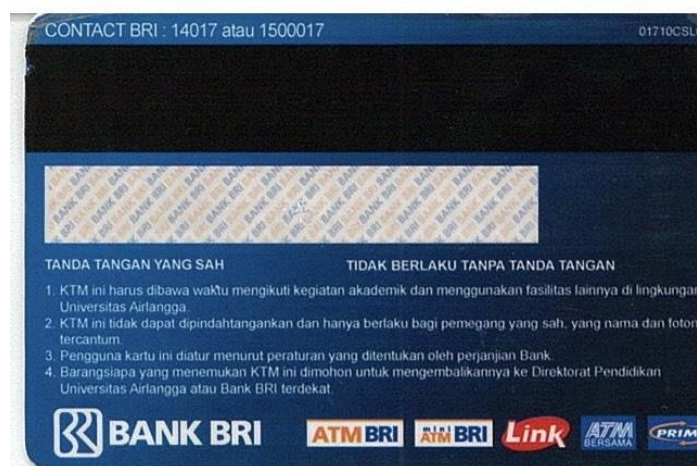 CONTACT BRI : 14017 atau 1500017
TANDA TANGAN YANG SAH
TIDAK BERLAKU TANPA TANDA TANGAN
1. KTM ini harus dibawa waktu mengikuti kegiatan akademik dan menggunakan fasilitas lainnya di lingkungan
Universitas Airlangga.
2. KTM ini tidak dapat dipindahtangankan dan hanya berlaku bagi pemegang yang sah, yang nama dan foton
tercantum.
3. Pengguna kartu ini diatur menurut peraturan yang ditentukan oleh perjanjian Bank.
4. Barangsiapa yang menemukan KTM ini dimohon untuk mengembalikannya ke Direktorat Pendidikan
Universitas Airlangga atau Bank BRI terdekat.
BANK BRI
ATM BRI
mini ATM BRI
Link
ATM BERSAMA
PRIM